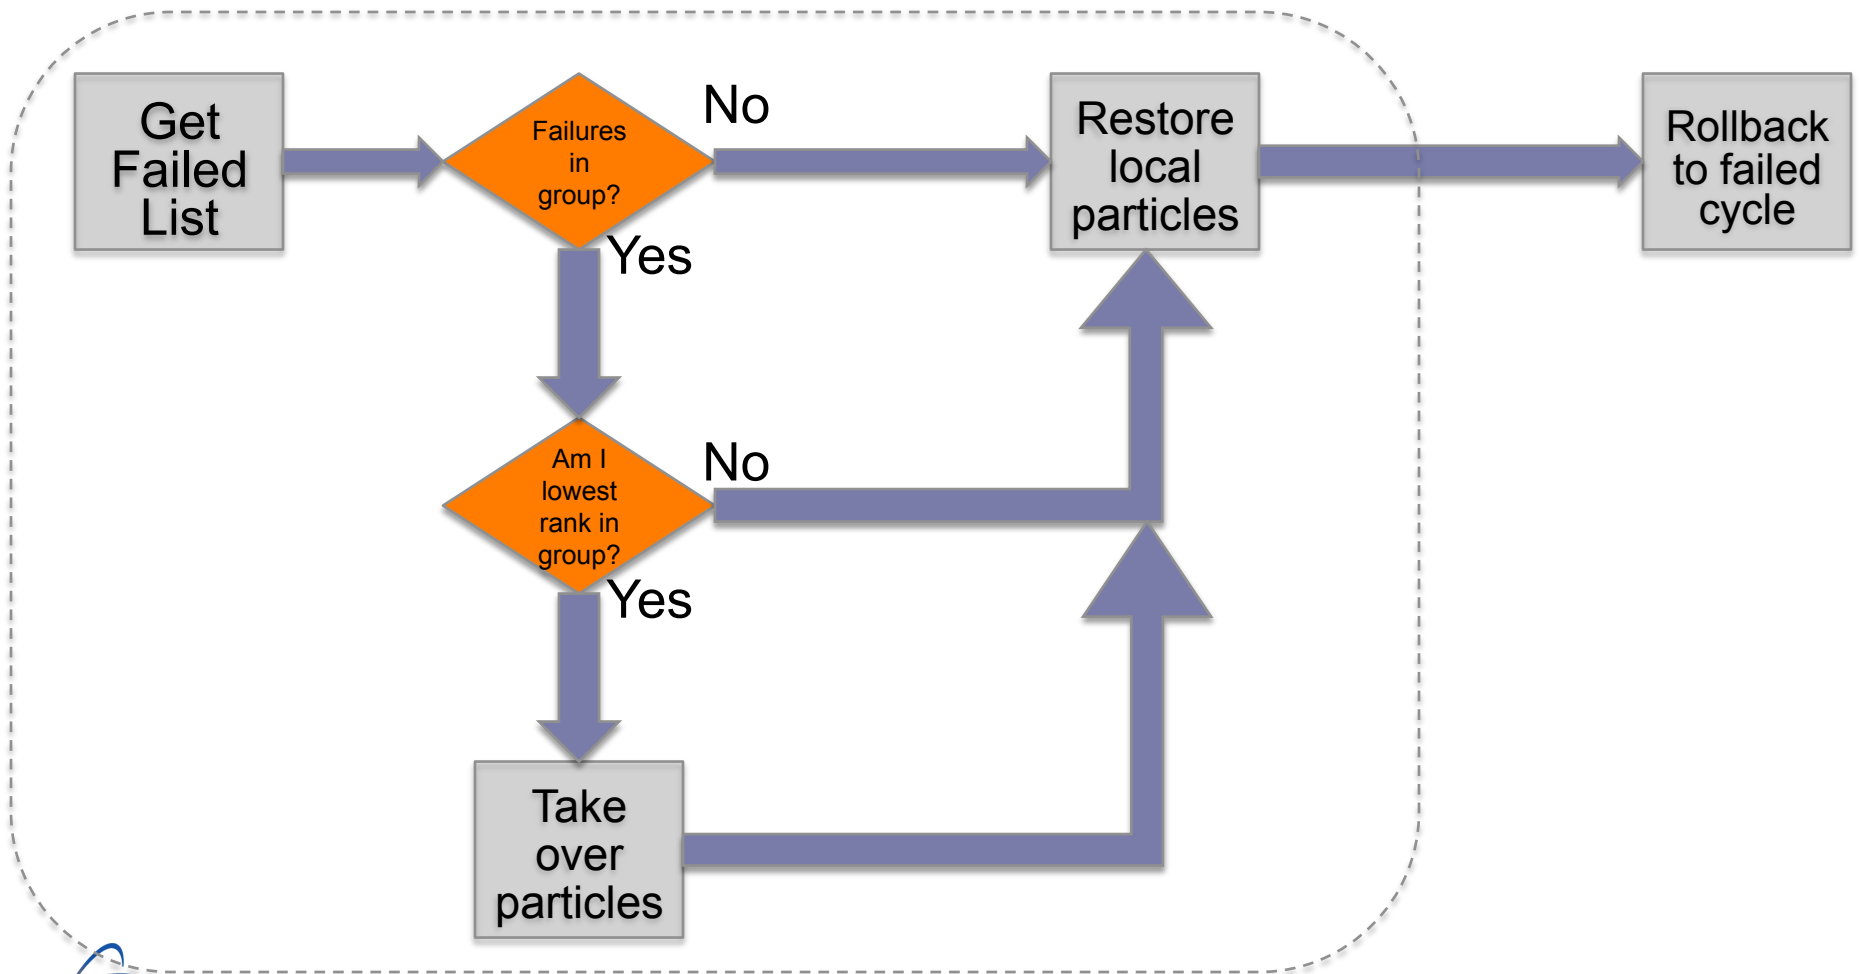 Get
Failed
List
Failures
in
group?
No
Yes
Restore
local
particles
Rollback
to failed
cycle
Am I
lowest
rank in
group?
No
Yes
Take
over
particles